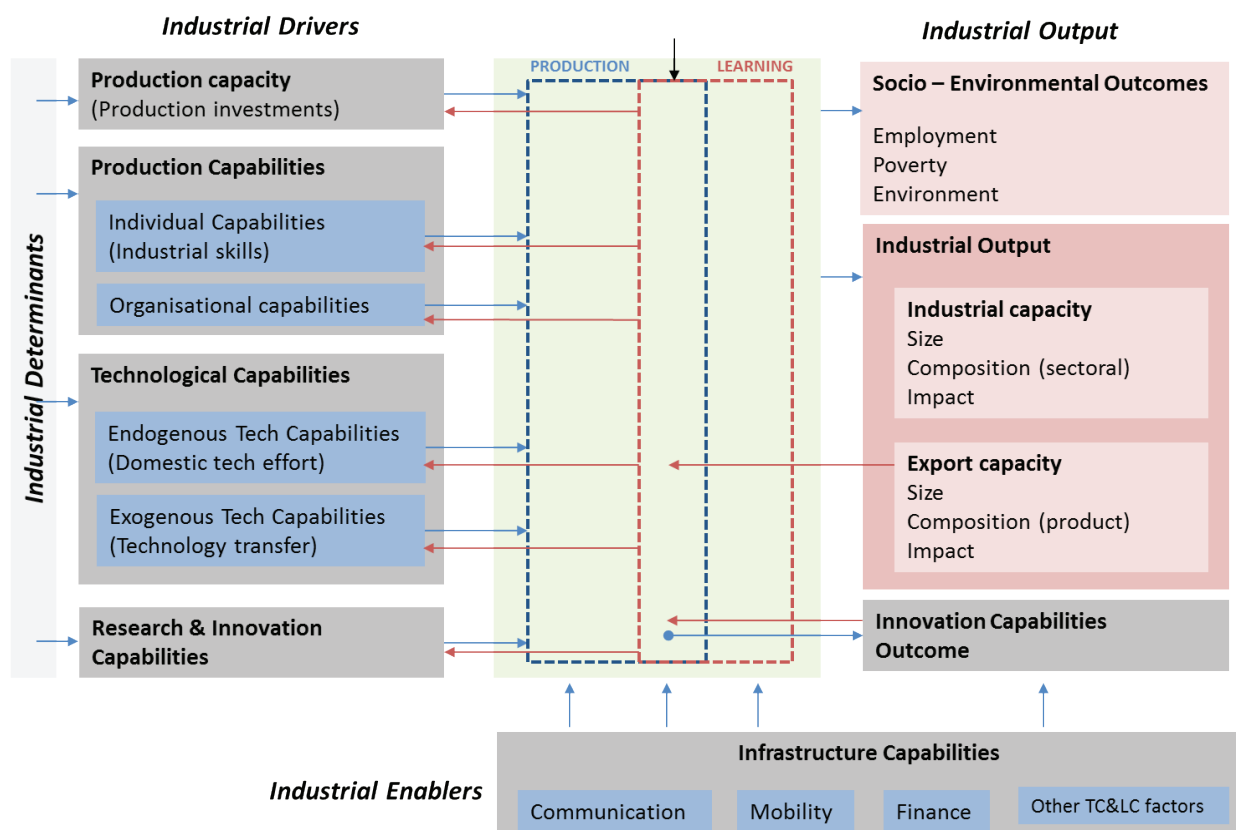 Industrial Drivers
Industrial Output
Industrial Determinants
Production capacity
(Production investments)
Production Capabilities
Individual Capabilities
(Industrial skills)
Organisational capabilities
Technological Capabilities
Endogenous Tech Capabilities
(Domestic tech effort)
Exogenous Tech Capabilities
(Technology transfer)
Research & Innovation
Capabilities
PRODUCTION
LEARNING
Socio – Environmental Outcomes
Employment
Poverty
Environment
Industrial Output
Industrial capacity
Size
Composition (sectoral)
Impact
Export capacity
Size
Composition (product)
Impact
Innovation Capabilities
Outcome
Industrial Enablers
Infrastructure Capabilities
Communication
Mobility
Finance
Other TC&LC factors